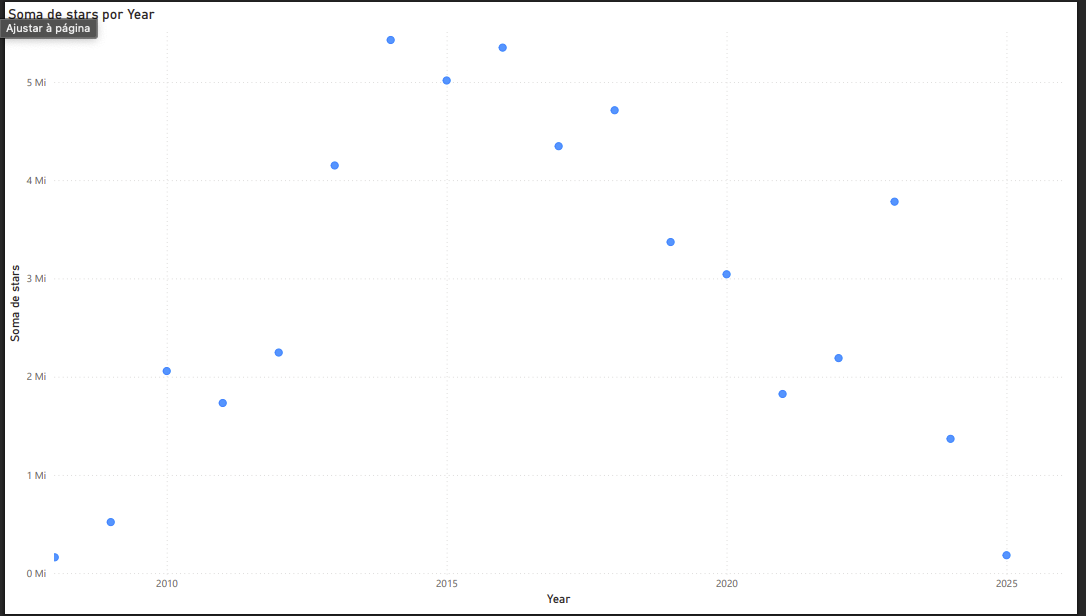 Soma de stars por Year
Ajustar à página
5 Mi
4 Mi
3 Mi
2 Mi
1 Mi
0 Mi
Soma de stars
2010
2015
2020
2025
Year